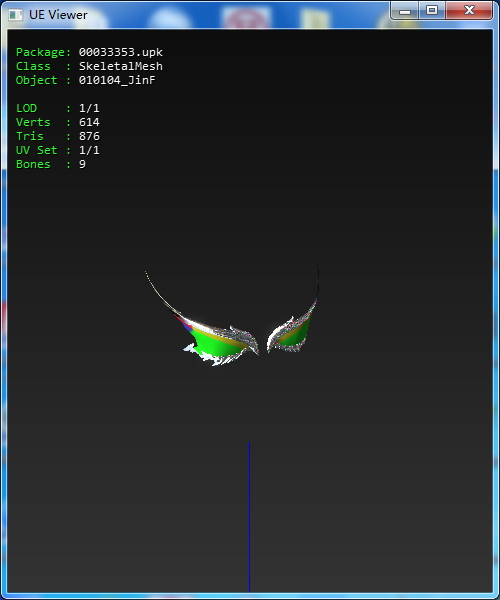 UE Viewer
Package: 00033353.upk
Class : SkeletalMesh
Object : 010104_JinF
LOD : 1/1
Verts : 614
Tris : 876
UV Set : 1/1
Bones : 9